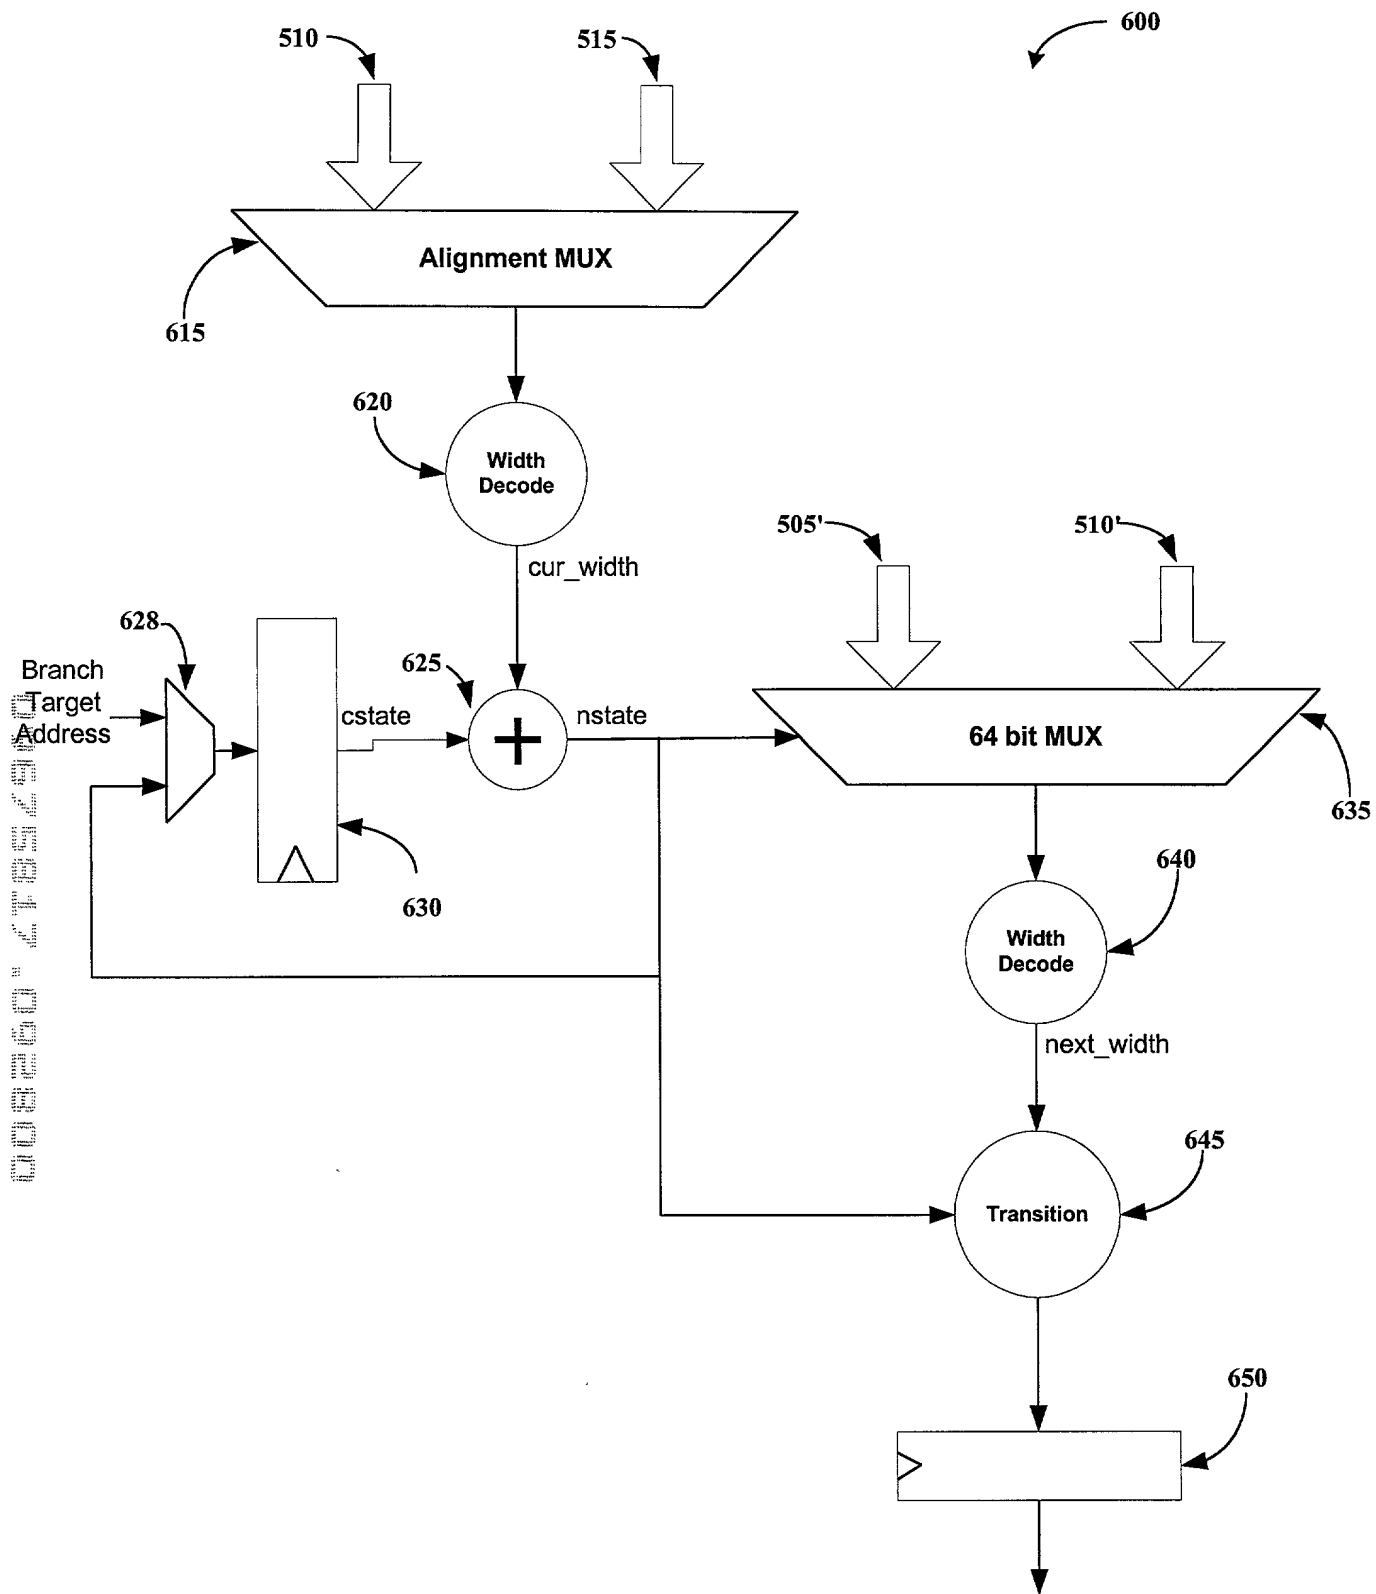 510
515
600
Alignment MUX
615
620
Width
Decode
cur_width
505'
510'
628
Branch
Target
Address
625
cstate
nstate
64 bit MUX
635
630
640
Width
Decode
next_width
645
Transition
650